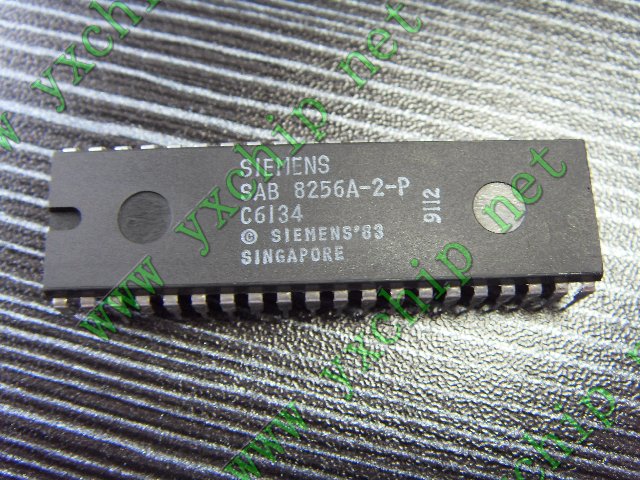 SIEMENS
SAB 8256A-2-P
C6134
© SIEMENS'83
SINGAPORE
9112
www yxchip net
www yxchip net
www yxchip net
www yxchip net